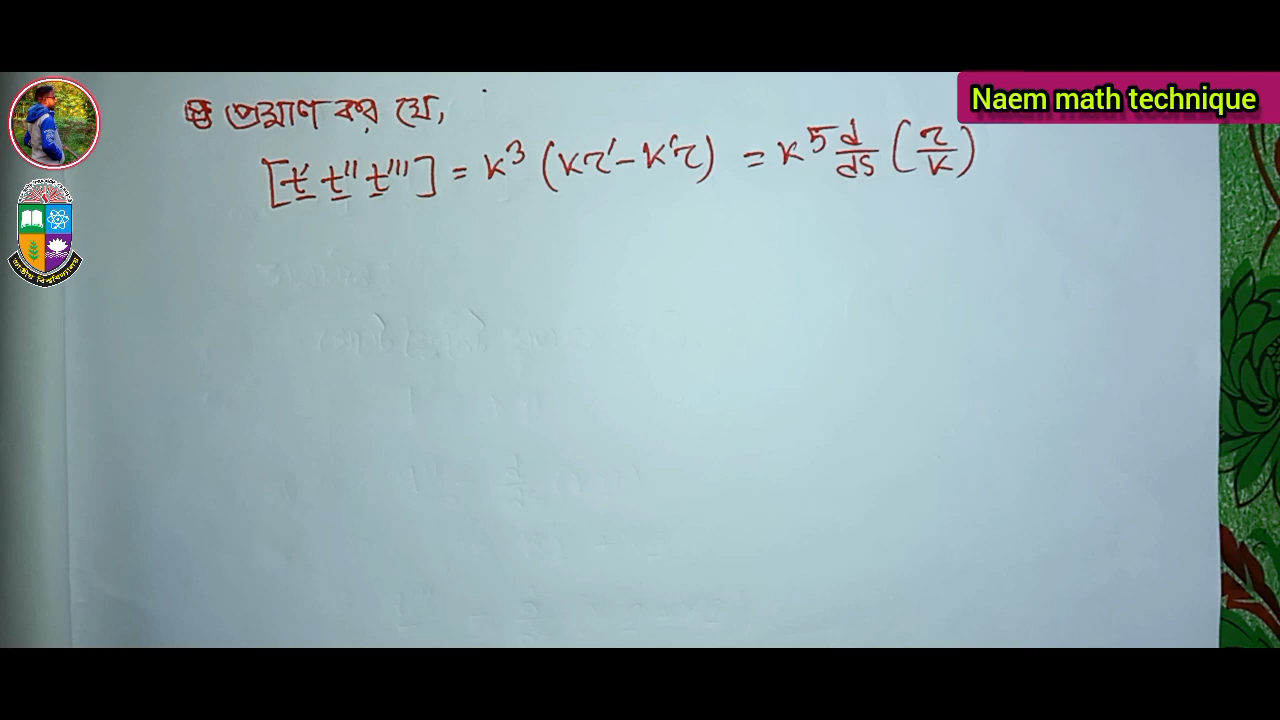 Naem math technique
প্রমাণ কর যে,
[t' t'' t'''] = κ³ (κτ' - κ'τ) = κ⁵ d/ds (τ/κ)